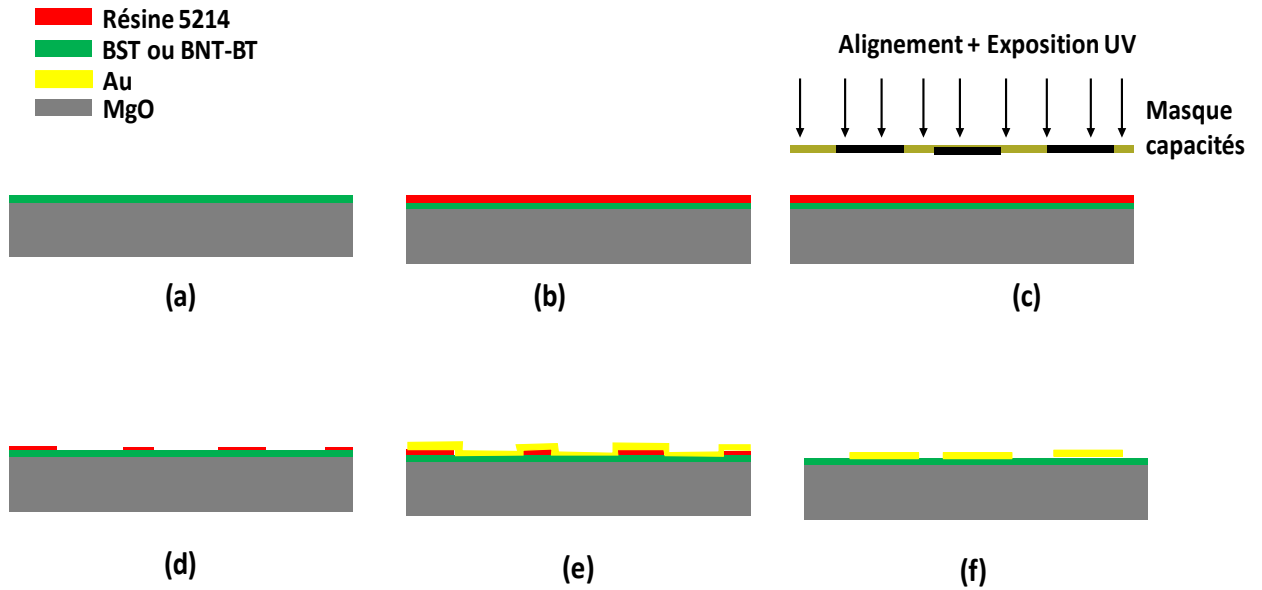 Résine 5214
BST ou BNT-BT
Au
MgO
Alignement + Exposition UV
Masque
capacités
(a)
(b)
(c)
(d)
(e)
(f)